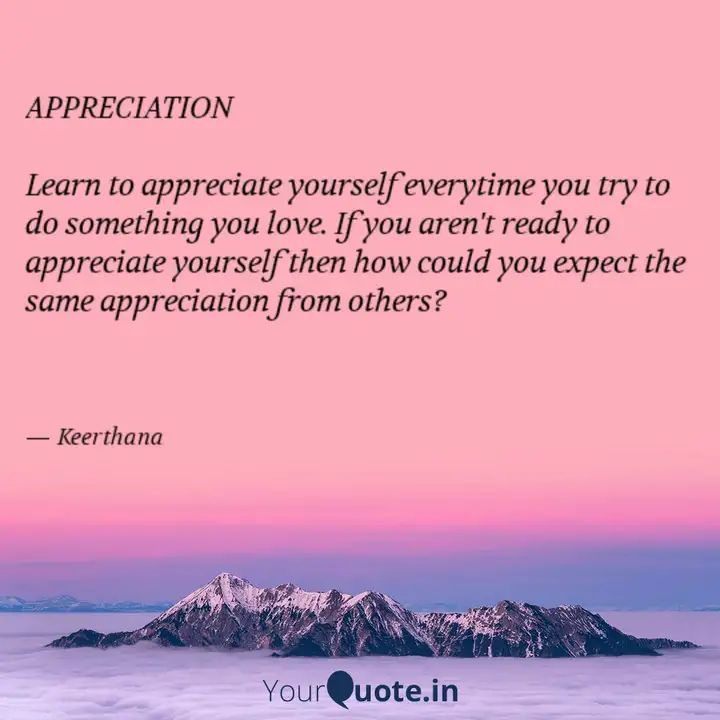 APPRECIATION
Learn to appreciate yourself everytime you try to
do something you love. If you aren't ready to
appreciate yourself then how could you expect the
same appreciation from others?
— Keerthana
YourQuote.in